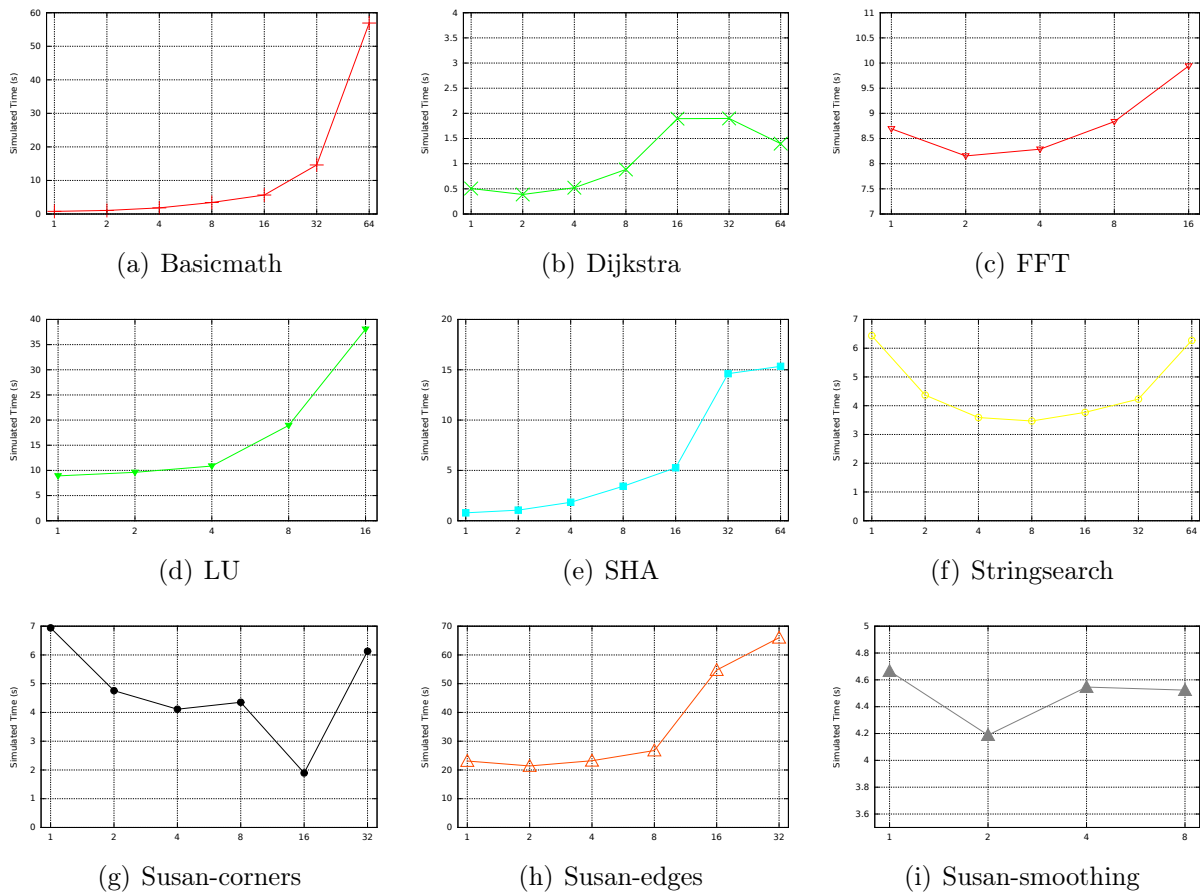 Simulated Time (s)
60
50
40
30
20
10
0
1 2 4 8 16 32 64
(a) Basicmath
Simulated Time (s)
4
3.5
3
2.5
2
1.5
1
0.5
0
1 2 4 8 16 32 64
(b) Dijkstra
Simulated Time (s)
11
10.5
10
9.5
9
8.5
8
7.5
7
1 2 4 8 16
(c) FFT
Simulated Time (s)
40
35
30
25
20
15
10
5
0
1 2 4 8 16
(d) LU
Simulated Time (s)
20
15
10
5
0
1 2 4 8 16 32 64
(e) SHA
Simulated Time (s)
7
6
5
4
3
2
1
0
1 2 4 8 16 32 64
(f) Stringsearch
Simulated Time (s)
7
6
5
4
3
2
1
0
1 2 4 8 16 32
(g) Susan-corners
Simulated Time (s)
70
60
50
40
30
20
10
0
1 2 4 8 16 32
(h) Susan-edges
Simulated Time (s)
5
4.8
4.6
4.4
4.2
4
3.8
3.6
1 2 4 8
(i) Susan-smoothing